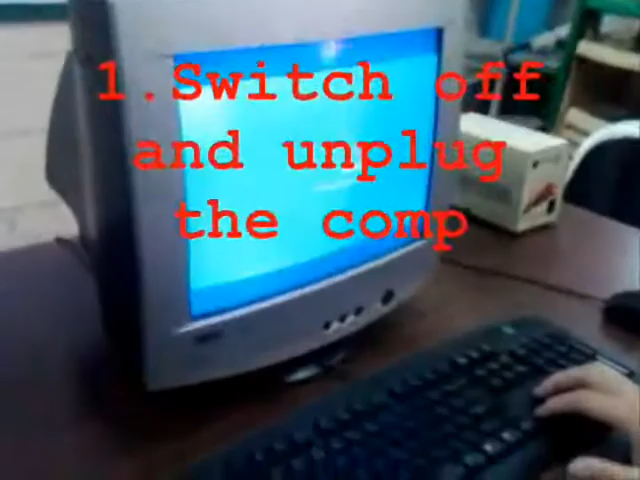 1.Switch off
and unplug
the comp